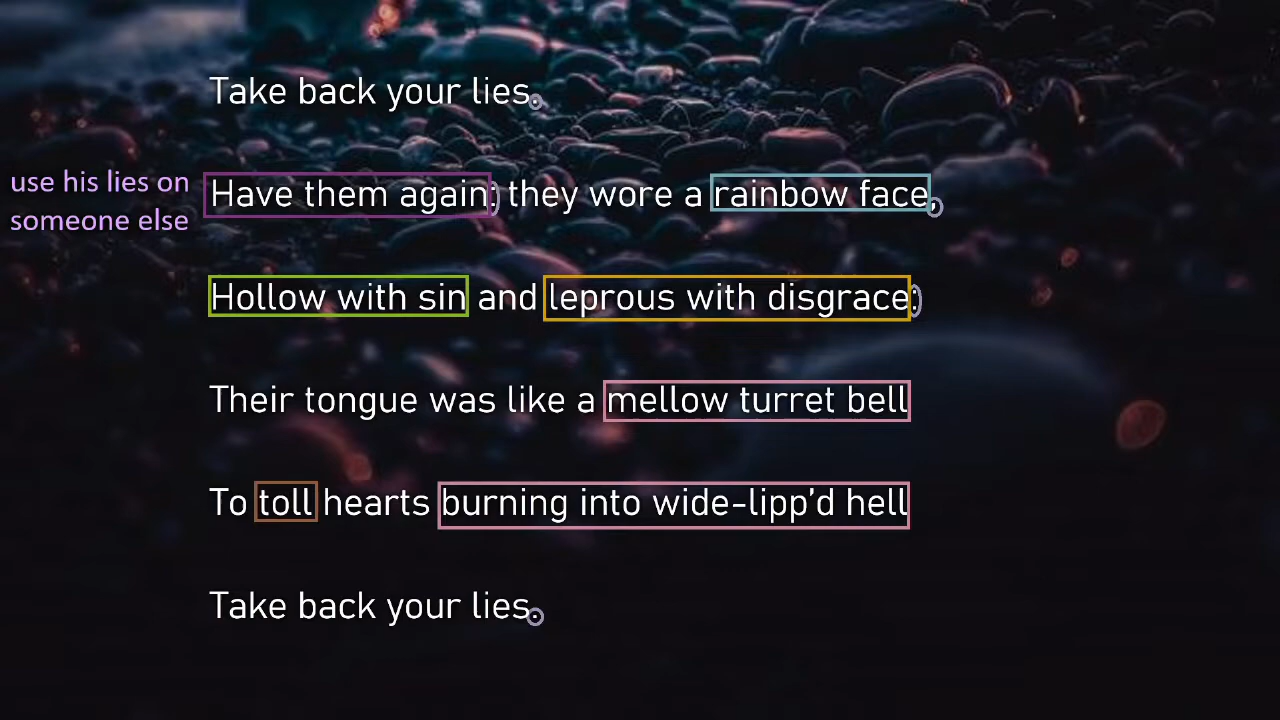 Take back your lies.
use his lies on
someone else
Have them again; they wore a rainbow face,
Hollow with sin and leprous with disgrace;
Their tongue was like a mellow turret bell
To toll hearts burning into wide-lipp'd hell
Take back your lies.